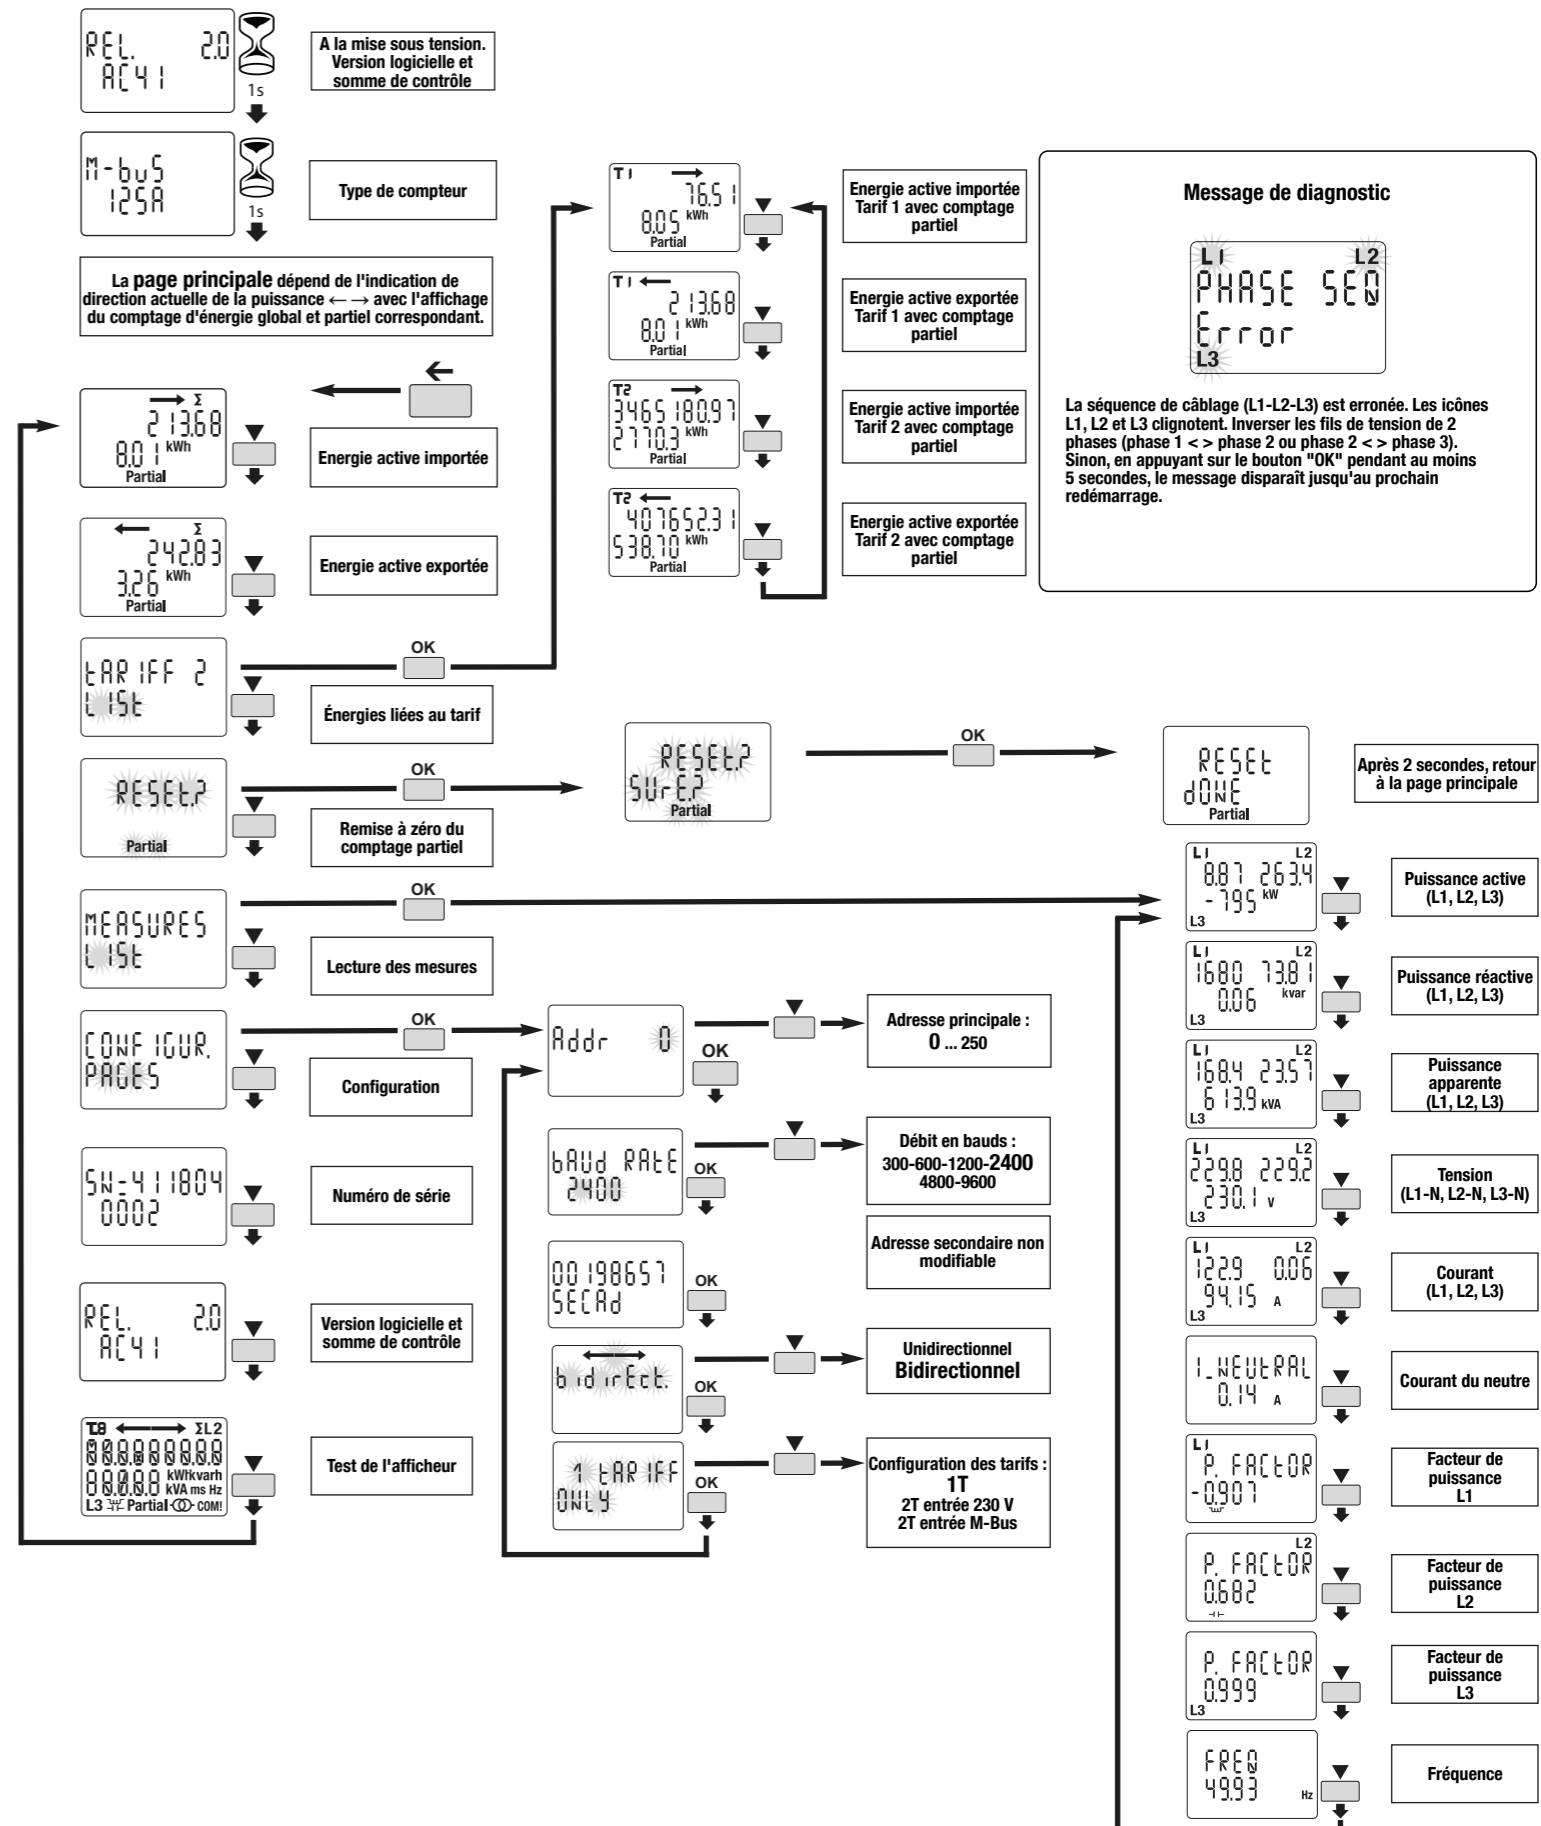 REL. 2.0
AC41
1s
A la mise sous tension.
Version logicielle et
somme de contrôle
M-buS
125A
1s
Type de compteur
La page principale dépend de l'indication de
direction actuelle de la puissance ←→ avec l'affichage
du comptage d'énergie global et partiel correspondant.
→ Σ
213.68
8.01 kWh
Partial
Energie active importée
← Σ
242.83
3.26 kWh
Partial
Energie active exportée
tARIFF 2
LISt
OK
Énergies liées au tarif
RESEt.?
Partial
OK
Remise à zéro du
comptage partiel
RESEt.?
SUrE.?
Partial
OK
RESEt
dONE
Partial
Après 2 secondes, retour
à la page principale
MEASURES
LISt
OK
Lecture des mesures
CONFIGUR.
PAGES
OK
Configuration
SN-411804
0002
Numéro de série
REL. 2.0
AC41
Version logicielle et
somme de contrôle
ΣL2
kWhkvarh
kVA ms Hz
L3 Partial COM!
Test de l'afficheur
T1 →
76.51
8.05 kWh
Partial
Energie active importée
Tarif 1 avec comptage
partiel
T1 ←
213.68
8.01 kWh
Partial
Energie active exportée
Tarif 1 avec comptage
partiel
T2 →
3465180.97
2770.3 kWh
Partial
Energie active importée
Tarif 2 avec comptage
partiel
T2 ←
407652.31
538.70 kWh
Partial
Energie active exportée
Tarif 2 avec comptage
partiel
Message de diagnostic
L1 L2
PHASE SEQ
Error
L3
La séquence de câblage (L1-L2-L3) est erronée. Les icônes
L1, L2 et L3 clignotent. Inverser les fils de tension de 2
phases (phase 1 < > phase 2 ou phase 2 < > phase 3).
Sinon, en appuyant sur le bouton "OK" pendant au moins
5 secondes, le message disparaît jusqu'au prochain
redémarrage.
Addr 0
OK
Adresse principale :
0 ... 250
bAUd RAtE
2400
OK
Débit en bauds :
300-600-1200-2400
4800-9600
00198657
SECAd
OK
Adresse secondaire non
modifiable
bidirEct.
OK
Unidirectionnel
Bidirectionnel
1 tARIFF
ONLY
OK
Configuration des tarifs :
1T
2T entrée 230 V
2T entrée M-Bus
L1 L2
8.87 263.4
-795 kW
L3
Puissance active
(L1, L2, L3)
L1 L2
1680 73.81
0.06 kvar
L3
Puissance réactive
(L1, L2, L3)
L1 L2
168.4 23.57
613.9 kVA
L3
Puissance
apparente
(L1, L2, L3)
L1 L2
229.8 229.2
230.1 V
L3
Tension
(L1-N, L2-N, L3-N)
L1 L2
122.9 0.06
94.15 A
L3
Courant
(L1, L2, L3)
I_NEUtRAL
0.14 A
Courant du neutre
L1
P. FACtOR
-0.907
Facteur de
puissance
L1
L2
P. FACtOR
0.682
Facteur de
puissance
L2
P. FACtOR
0.999
L3
Facteur de
puissance
L3
FREQ
49.93 Hz
Fréquence